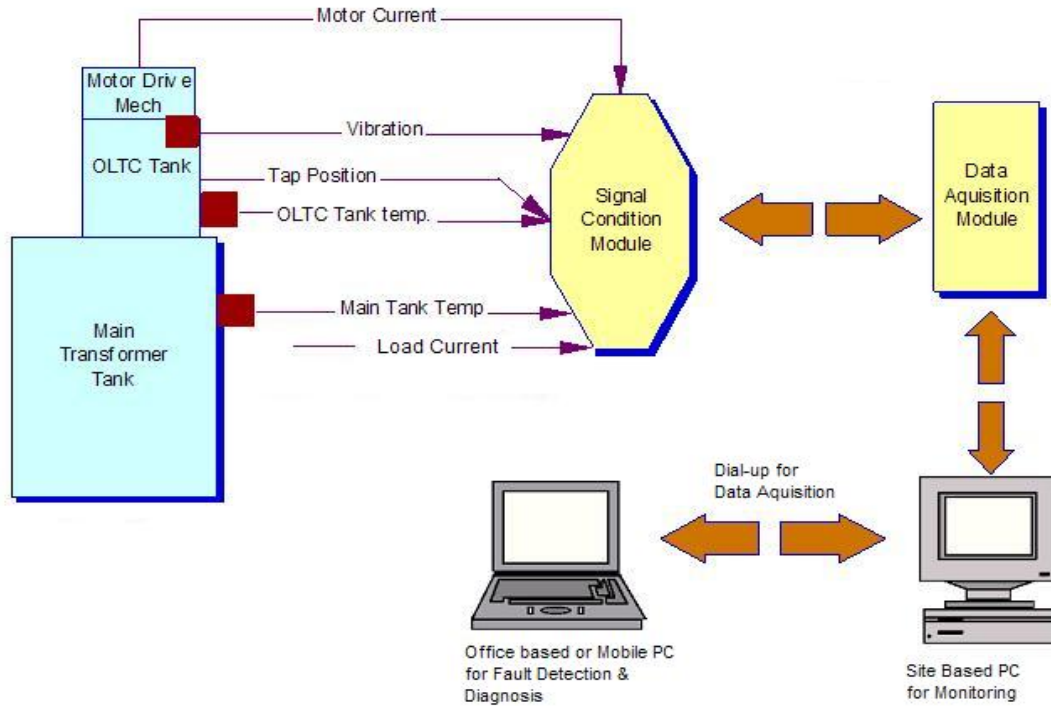 Motor Current
Motor Drive
Mech
Vibration
OLTC Tank
Tap Position
OLTC Tank temp.
Signal
Condition
Module
Data
Aquisition
Module
Main Tank Temp
Main
Transformer
Tank
Load Current
Dial-up for
Data Aquisition
Office based or Mobile PC
for Fault Detection &
Diagnosis
Site Based PC
for Monitoring